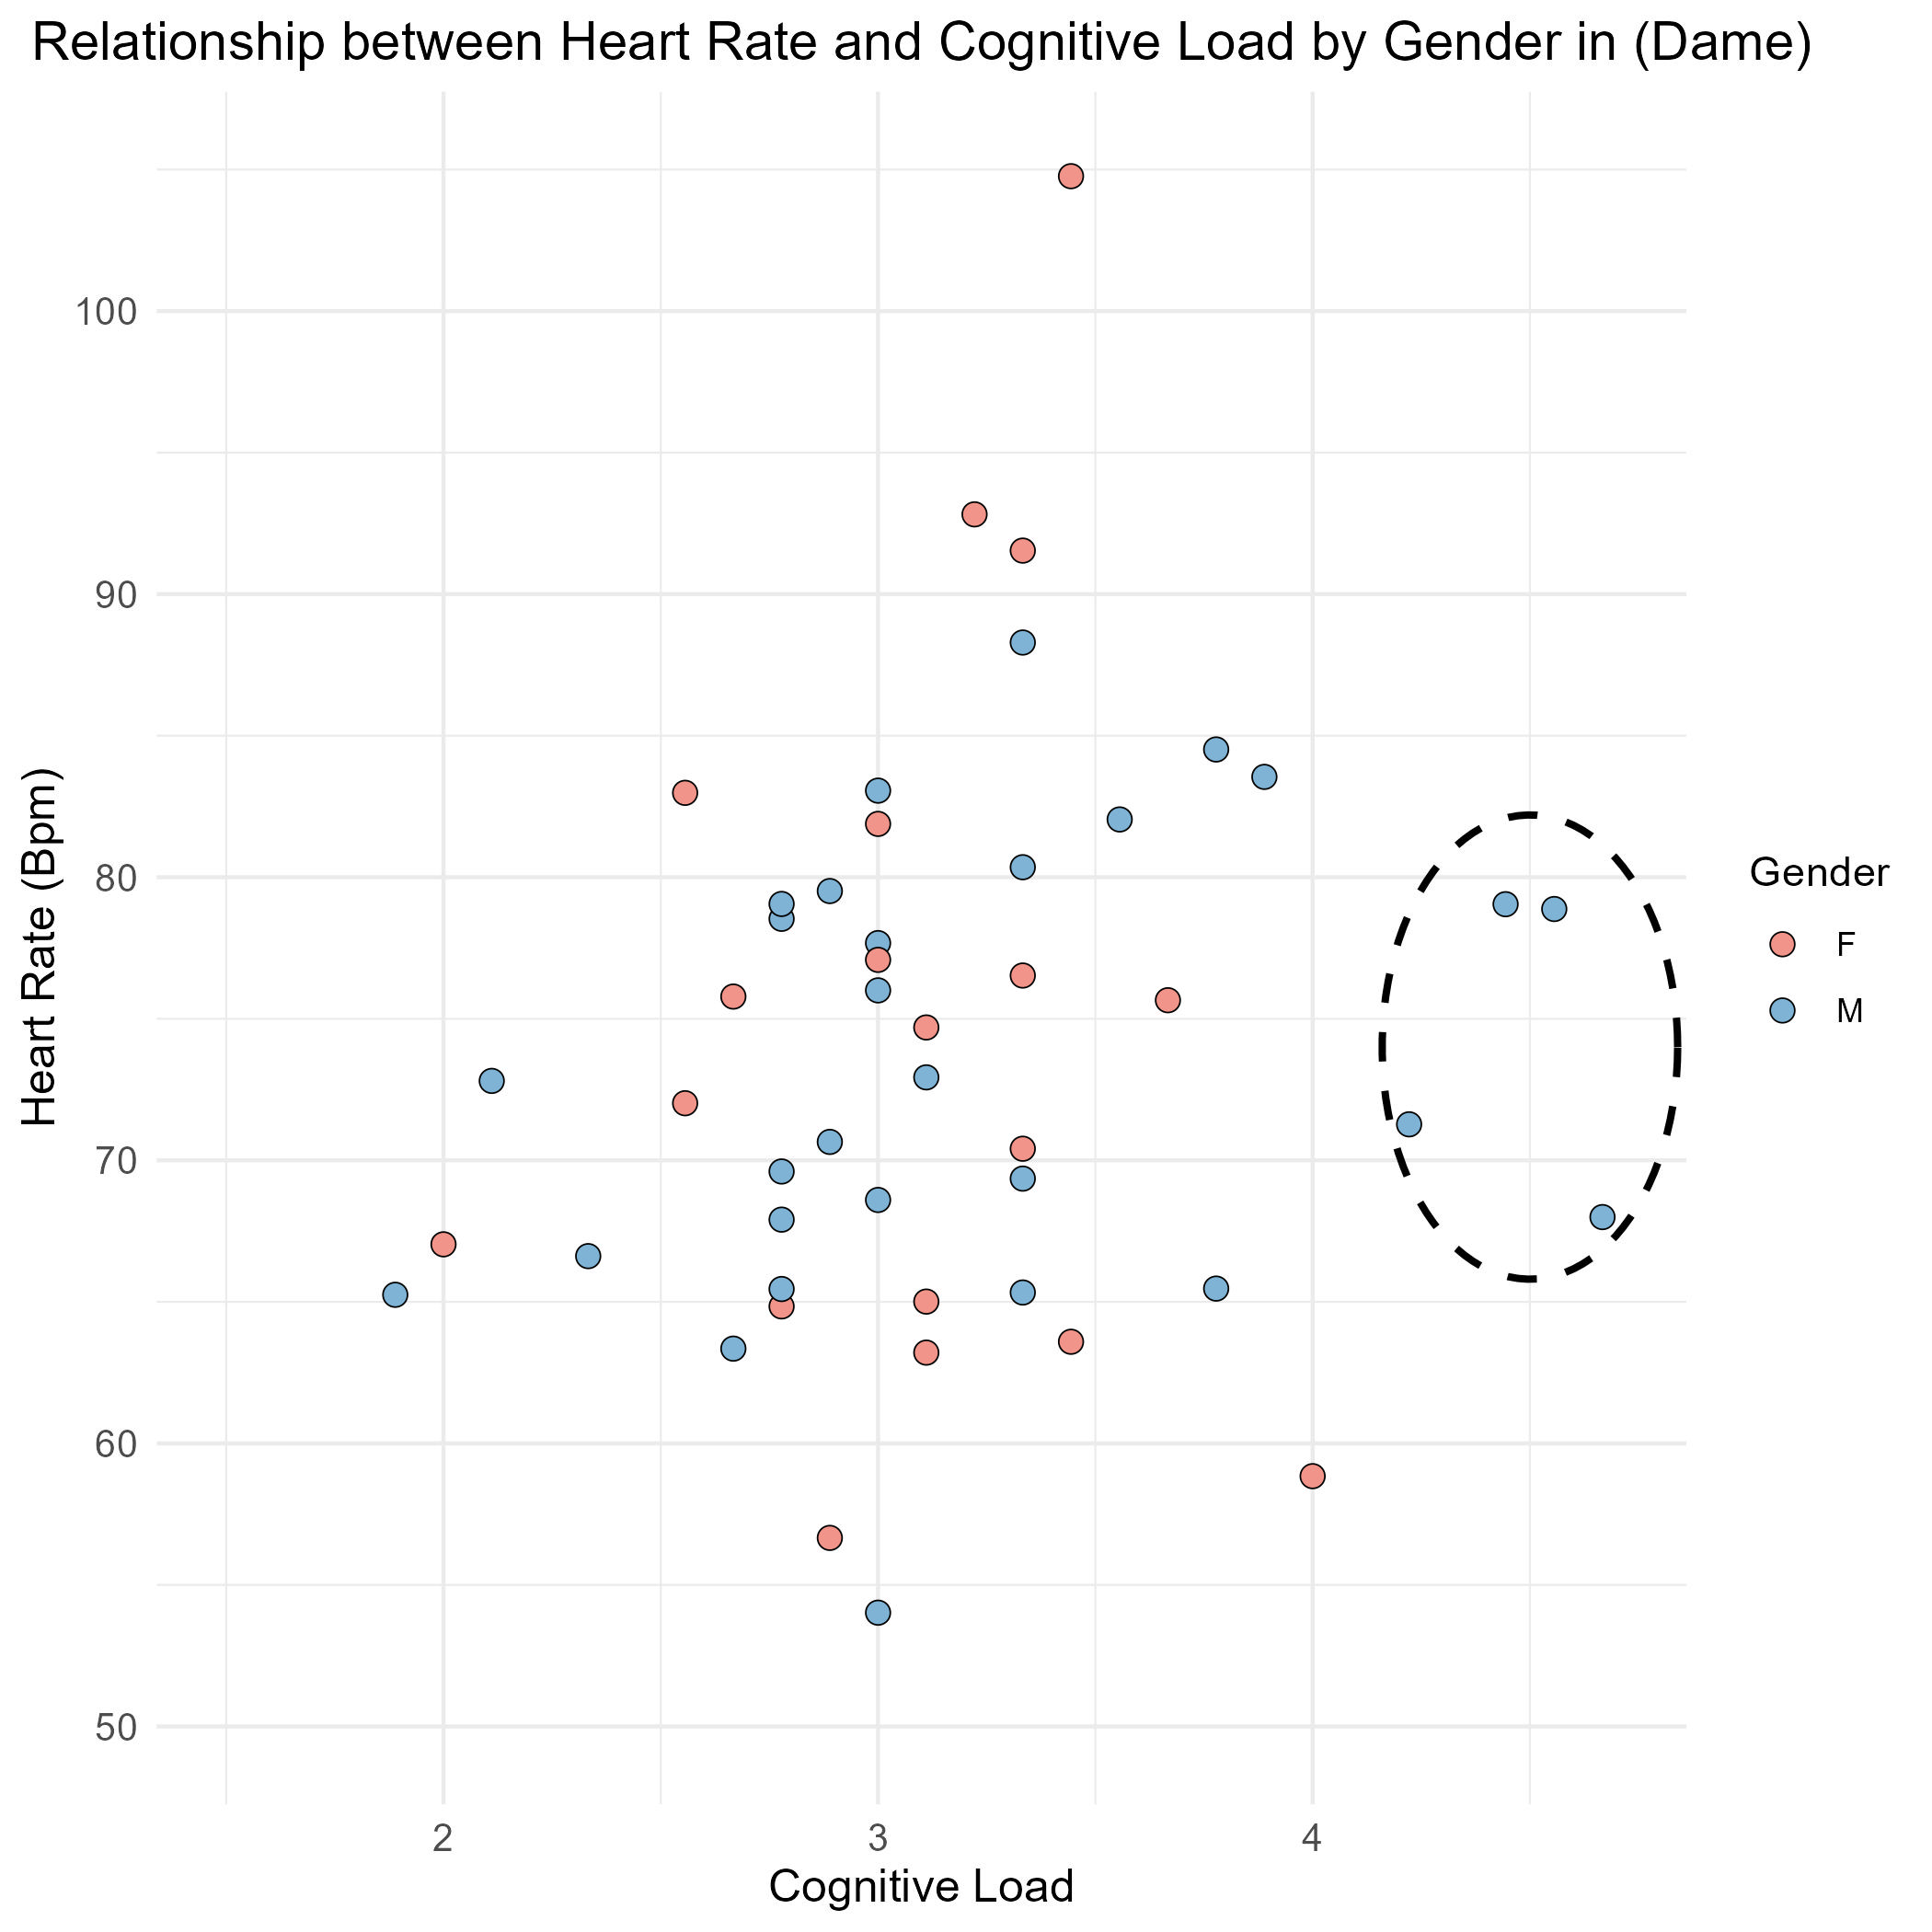 Relationship between Heart Rate and Cognitive Load by Gender in (Dame)
Heart Rate (Bpm)
100
90
80
70
60
50
2
3
4
Cognitive Load
Gender
F
M